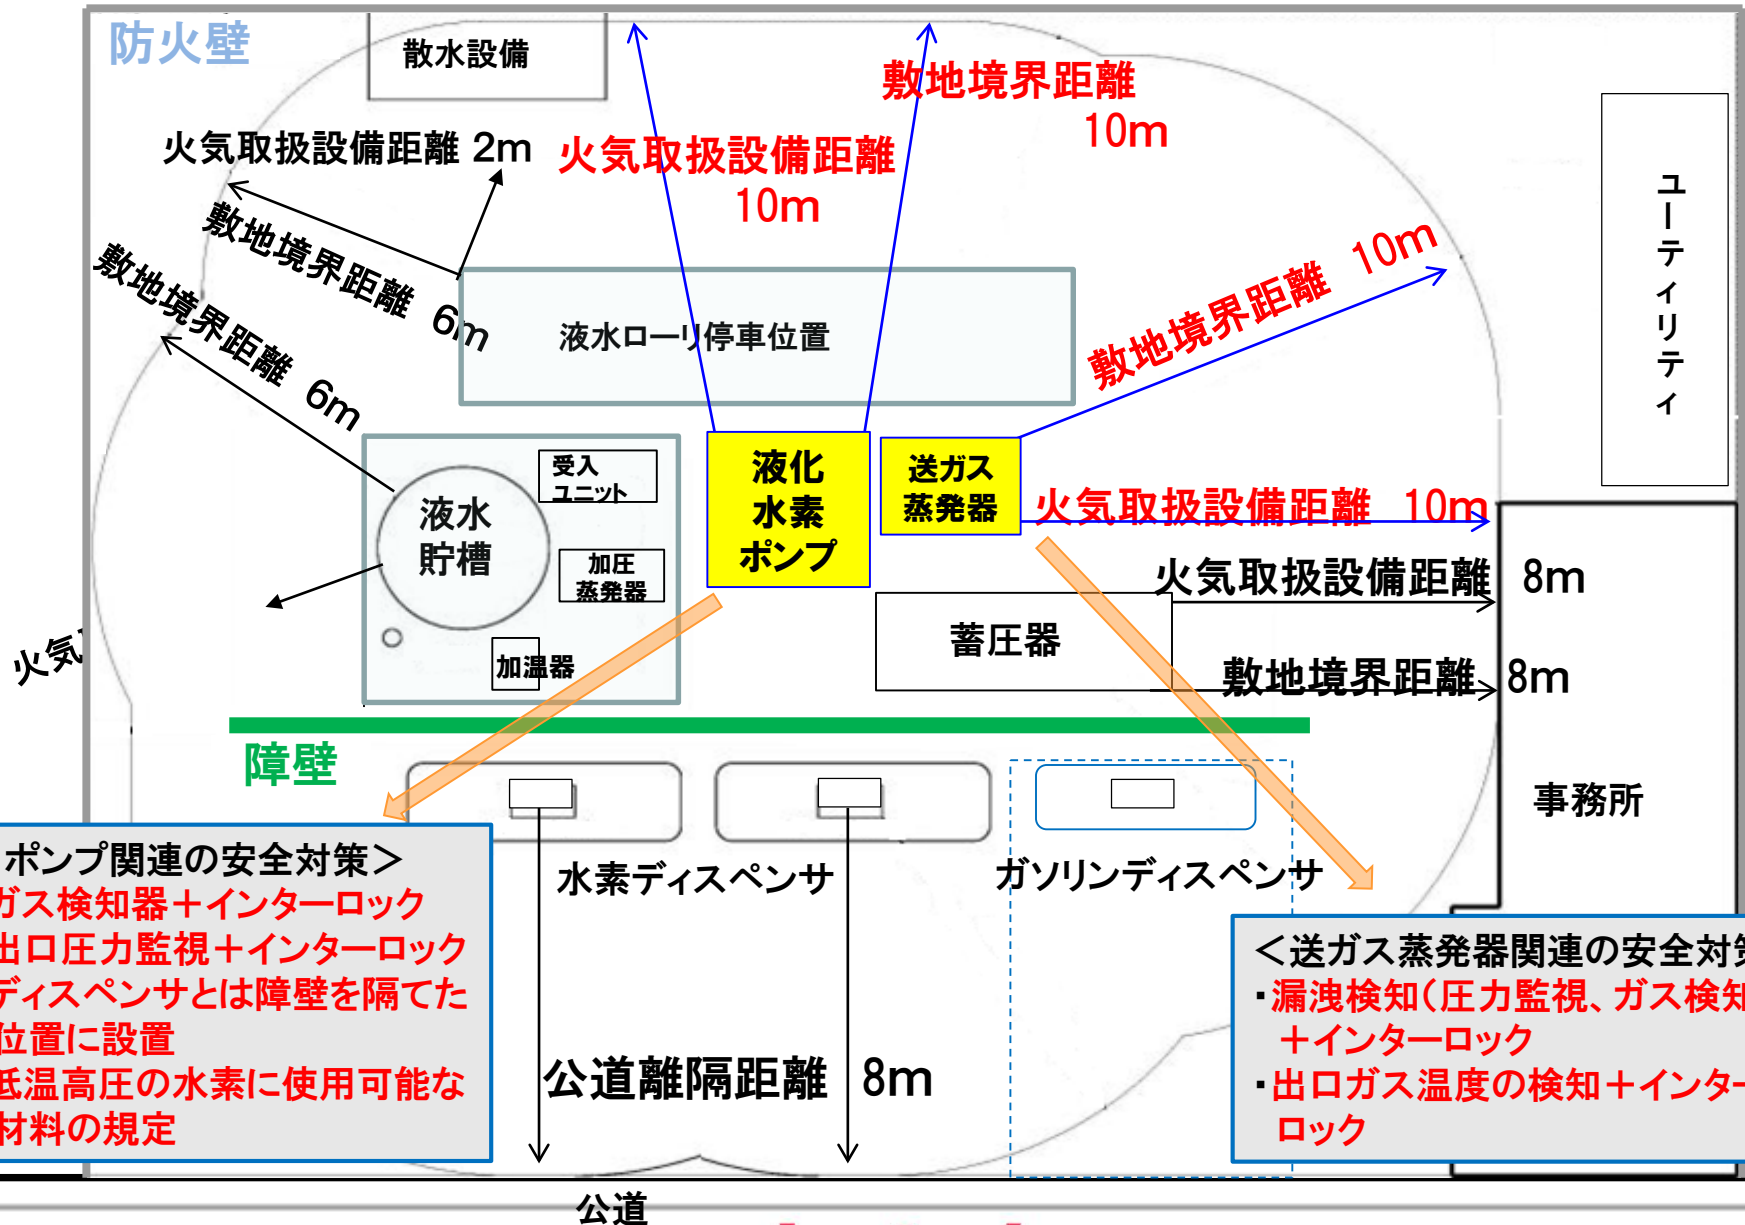 防火壁
散水設備
敷地境界距離
10m
火気取扱設備距離 2m
火気取扱設備距離
10m
敷地境界距離 6m
敷地境界距離 6m
敷地境界距離 10m
ユーティリティ
液水ローリ停車位置
受入
ユニット
液水
貯槽
加圧
蒸発器
加温器
液化
水素
ポンプ
送ガス
蒸発器
火気取扱設備距離 10m
火気取扱設備距離 8m
蓄圧器
敷地境界距離 8m
火気
障壁
事務所
水素ディスペンサ
ガソリンディスペンサ
ポンプ関連の安全対策＞
ガス検知器＋インターロック
出口圧力監視＋インターロック
ディスペンサとは障壁を隔てた
位置に設置
低温高圧の水素に使用可能な
材料の規定
公道離隔距離 8m
＜送ガス蒸発器関連の安全対策
・漏洩検知（圧力監視、ガス検知
＋インターロック
・出口ガス温度の検知＋インター
ロック
公道